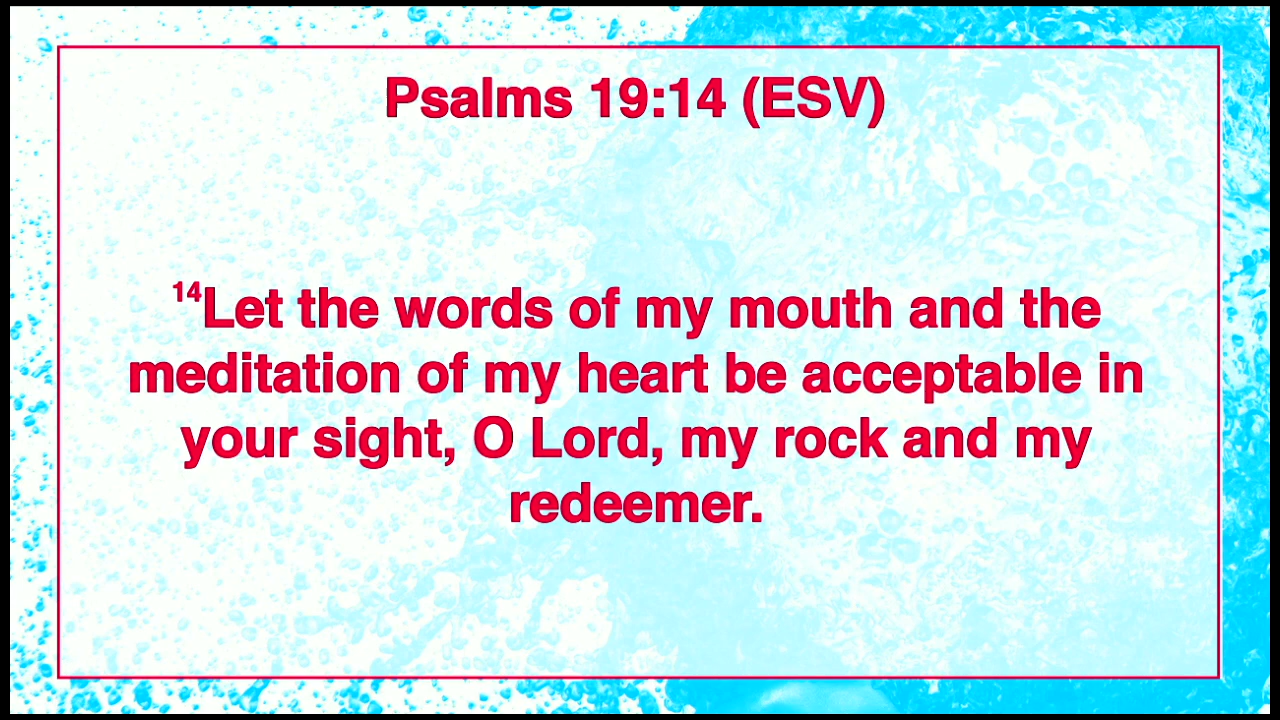 Psalms 19:14 (ESV)
14Let the words of my mouth and the
meditation of my heart be acceptable in
your sight, O Lord, my rock and my
redeemer.